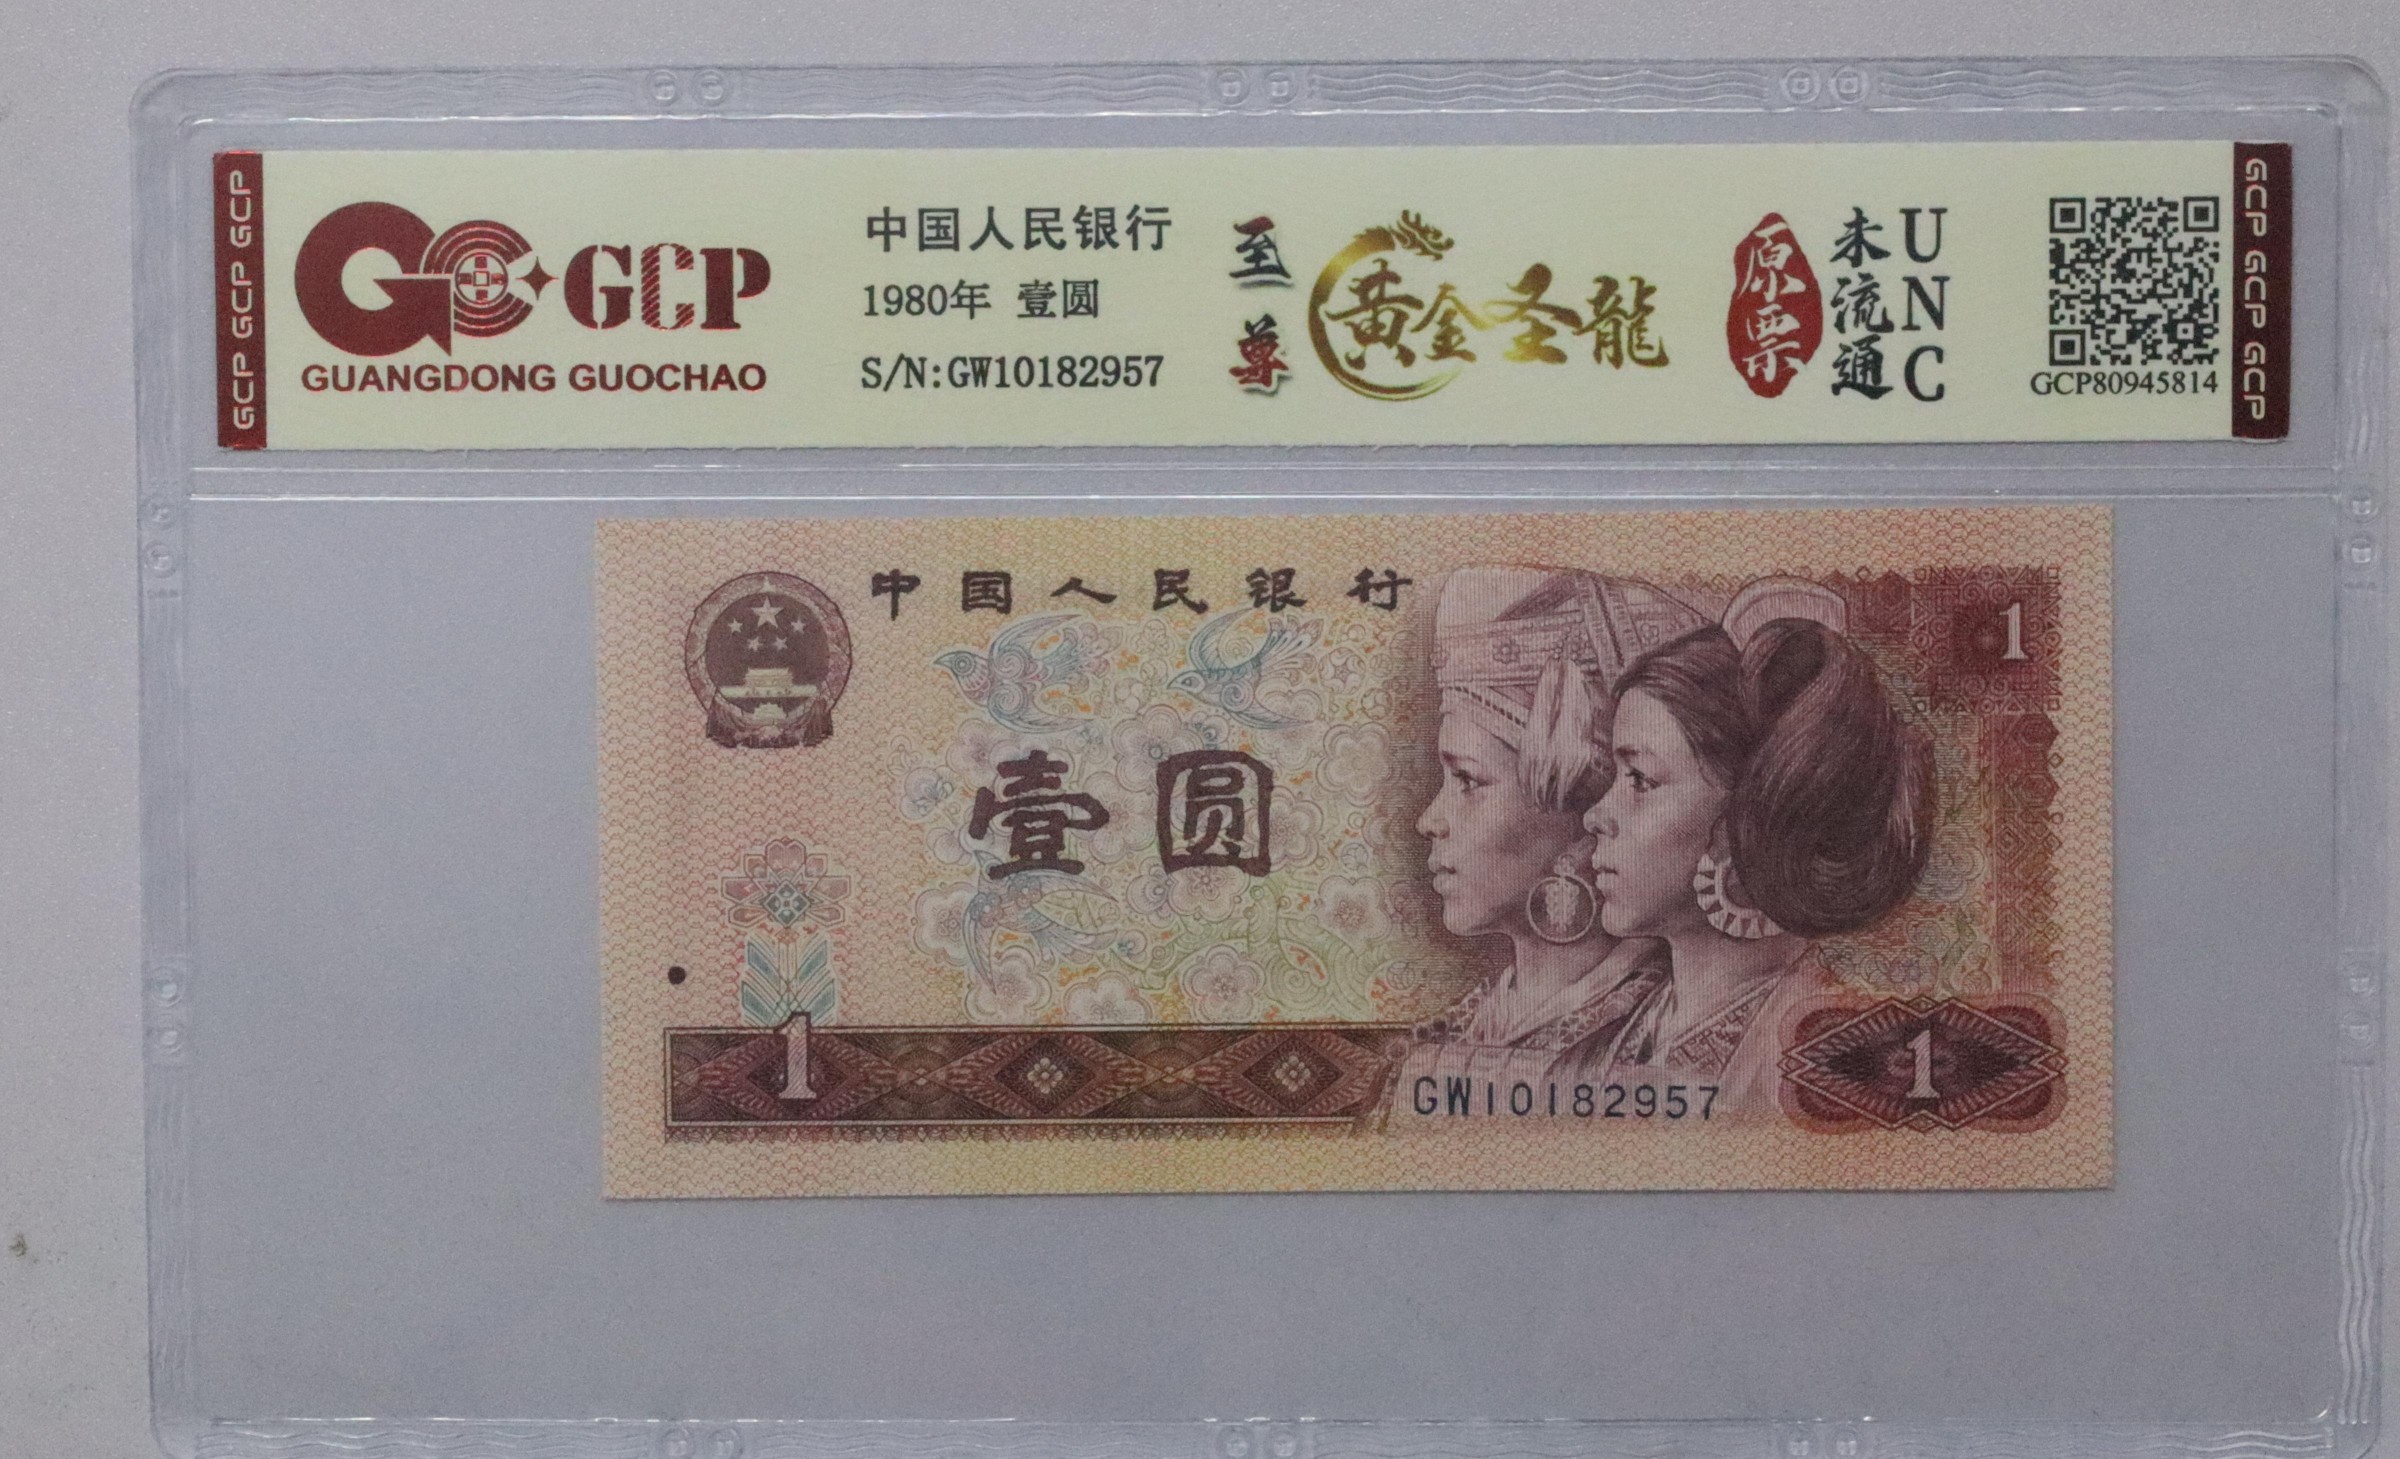 GCP GCP GCP
GCP
GUANGDONG GUOCHAO
中国人民银行
1980年 壹圆
S/N:GW10182957
至尊
黄金圣龍
原票
未流通
UNC
GCP80945814
GCP GCP GCP
中国人民银行
1
壹圆
1
GW10182957
1